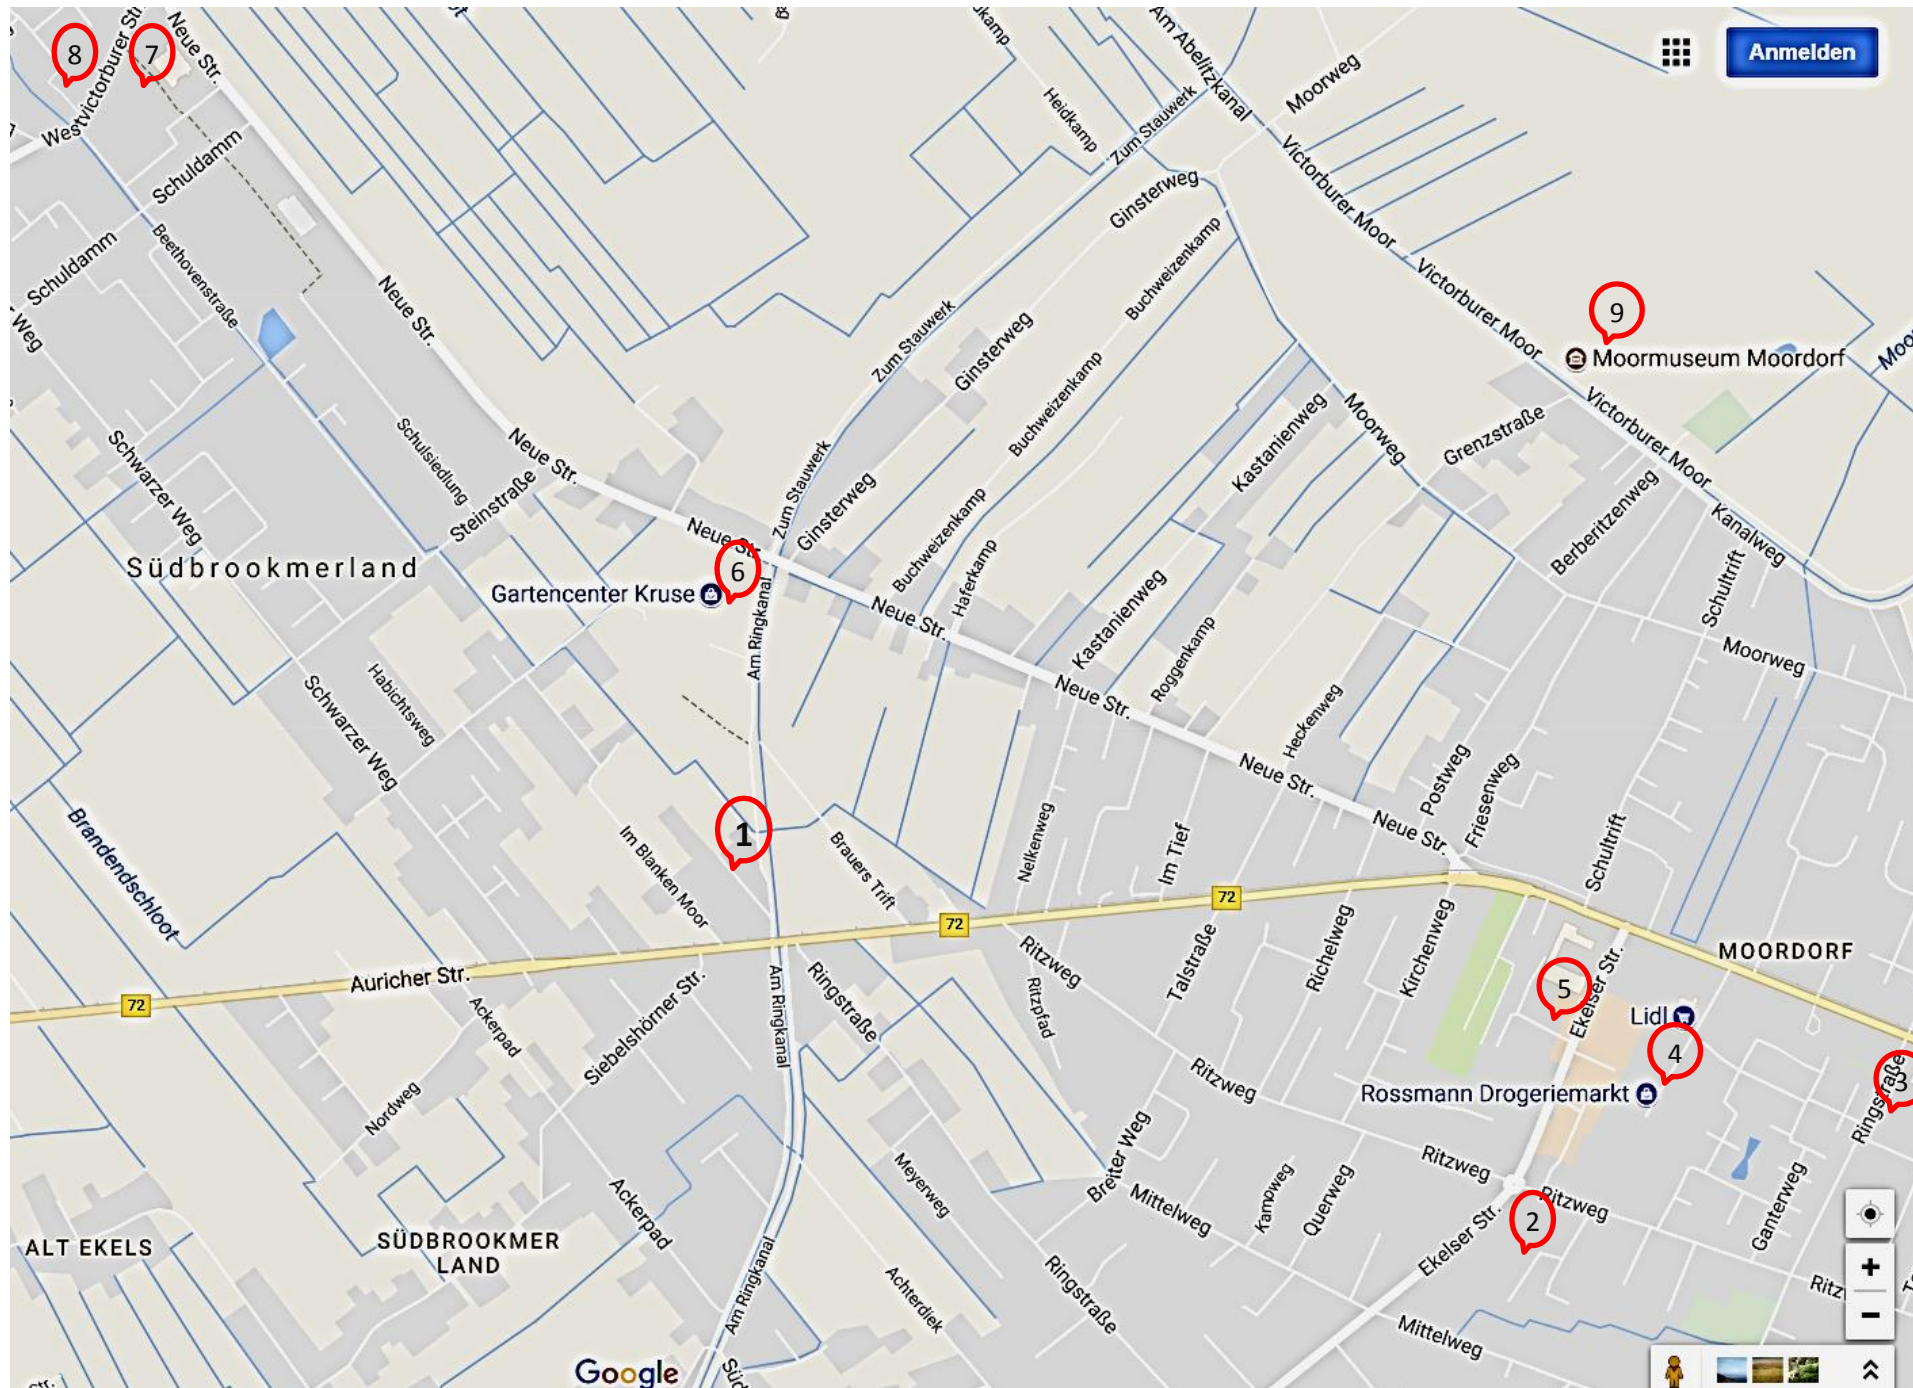 8
7
Neue Str.
Westvictorburer Str.
Am Abelitzkanal
Moorweg
Anmelden
Heidkamp
Zum Stauwerk
Victorburer Moor
Schuldamm
Ginsterweg
Schuldamm
Beethovenstraße
Buchweizenkamp
Victorburer Moor
9
Moormuseum Moordorf
Neue Str.
Zum Stauwerk
Ginsterweg
Buchweizenkamp
Kastanienweg
Moorweg
Grenzstraße
Victorburer Moor
Schwarzer Weg
Schulsiedlung
Neue Str.
Steinstraße
Zum Stauwerk
Ginsterweg
Buchweizenkamp
Haferkamp
Berberitzenweg
Kanalweg
Schultrift
Südbrookmerland
Neue Str.
6
Gartencenter Kruse
Am Ringkanal
Neue Str.
Kastanienweg
Roggenkamp
Moorweg
Schwarzer Weg
Habichtsweg
Neue Str.
Heckenweg
Neue Str.
Postweg
Friesenweg
Brandendschloot
Im Blanken Moor
1
Brauers Trift
Nelkenweg
Im Tief
Neue Str.
Schultrift
72
72
72
Auricher Str.
Ackerpad
Siebelshörner Str.
Am Ringkanal
Ringstraße
Ritzweg
Ritzpfad
Talstraße
Richelweg
Kirchenweg
MOORDORF
5
Ekelser Str.
Lidl
4
Rossmann Drogeriemarkt
3
Ringstraße
Nordweg
Ritzweg
Breiter Weg
Meyerweg
Mittelweg
Kampweg
Querweg
Ritzweg
Ritzweg
2
Ekelser Str.
Ganterweg
ALT EKELS
SÜDBROOKMER
LAND
Ackerpad
Am Ringkanal
Achterdiek
Ringstraße
Mittelweg
Google